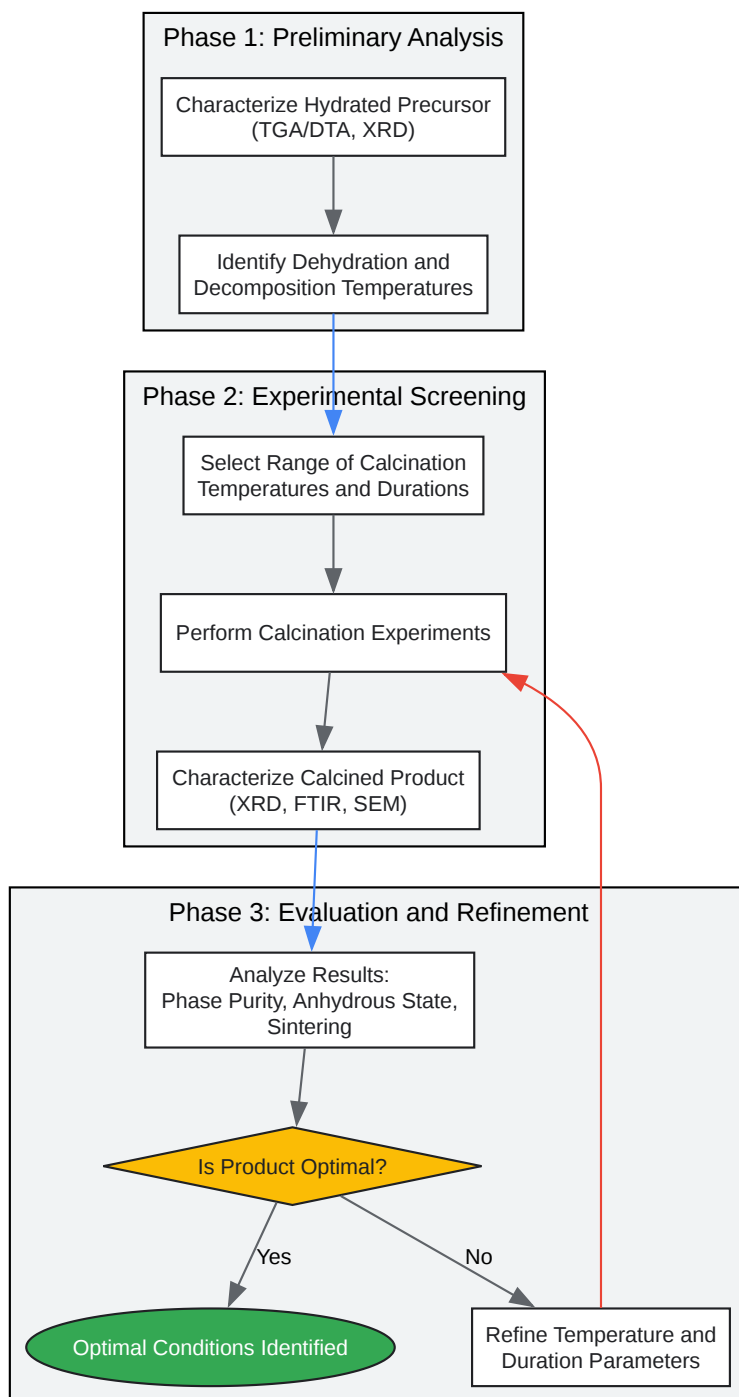 Phase 1: Preliminary Analysis
Characterize Hydrated Precursor
(TGA/DTA, XRD)
Identify Dehydration and
Decomposition Temperatures
Phase 2: Experimental Screening
Select Range of Calcination
Temperatures and Durations
Perform Calcination Experiments
Characterize Calcined Product
(XRD, FTIR, SEM)
Phase 3: Evaluation and Refinement
Analyze Results:
Phase Purity, Anhydrous State,
Sintering
Is Product Optimal?
Yes
No
Optimal Conditions Identified
Refine Temperature and
Duration Parameters